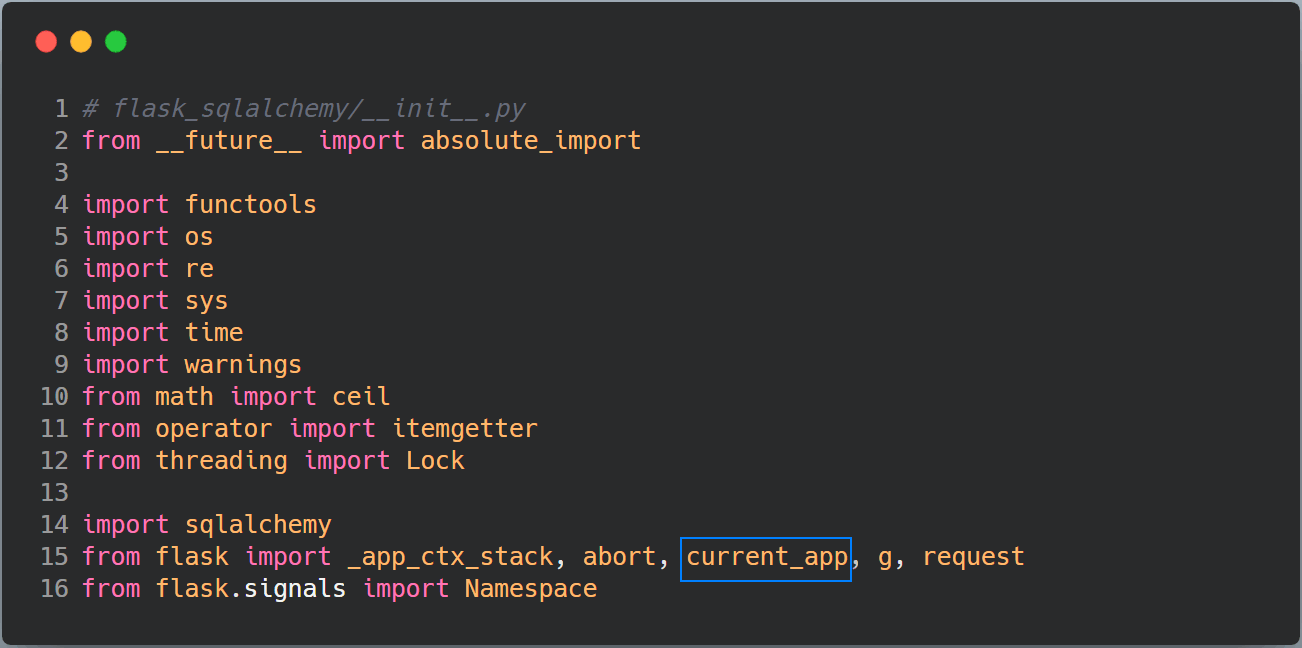 1 # flask_sqlalchemy/__init__.py
2 from __future__ import absolute_import
3
4 import functools
5 import os
6 import re
7 import sys
8 import time
9 import warnings
10 from math import ceil
11 from operator import itemgetter
12 from threading import Lock
13
14 import sqlalchemy
15 from flask import _app_ctx_stack, abort, current_app, g, request
16 from flask.signals import Namespace